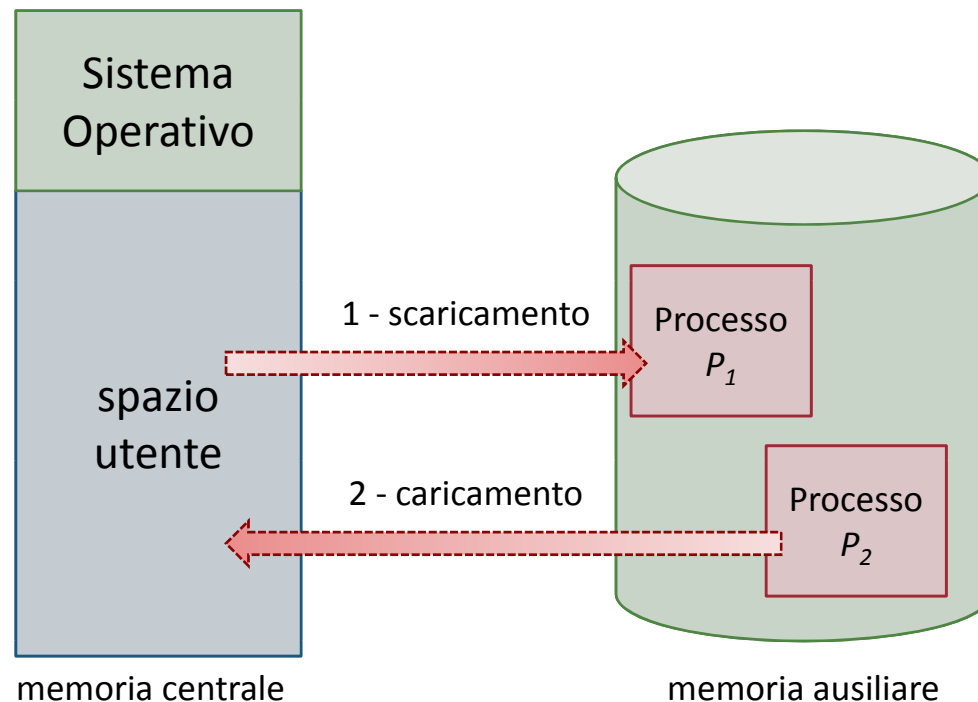 Sistema
Operativo
1 - scaricamento
Processo
P1
spazio
utente
2 - caricamento
Processo
P2
memoria centrale
memoria ausiliare